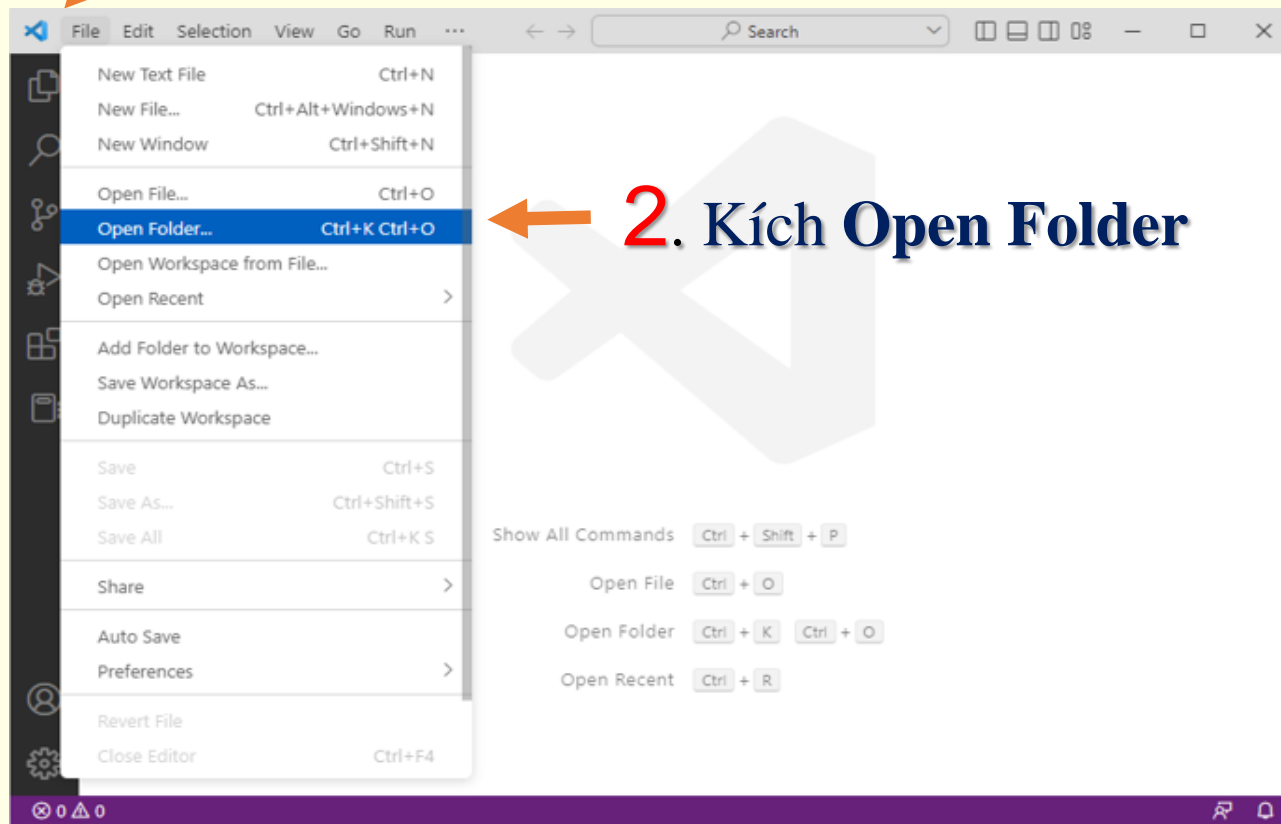 File Edit Selection View Go Run ··· Search
New Text File Ctrl+N
New File... Ctrl+Alt+Windows+N
New Window Ctrl+Shift+N
Open File... Ctrl+O
Open Folder... Ctrl+K Ctrl+O
2. Kích Open Folder
Open Workspace from File...
Open Recent
Add Folder to Workspace...
Save Workspace As...
Duplicate Workspace
Save Ctrl+S
Save As... Ctrl+Shift+S
Save All Ctrl+K S
Share
Auto Save
Preferences
Revert File
Close Editor Ctrl+F4
Show All Commands Ctrl + Shift + P
Open File Ctrl + O
Open Folder Ctrl + K Ctrl + O
Open Recent Ctrl + R
0 0